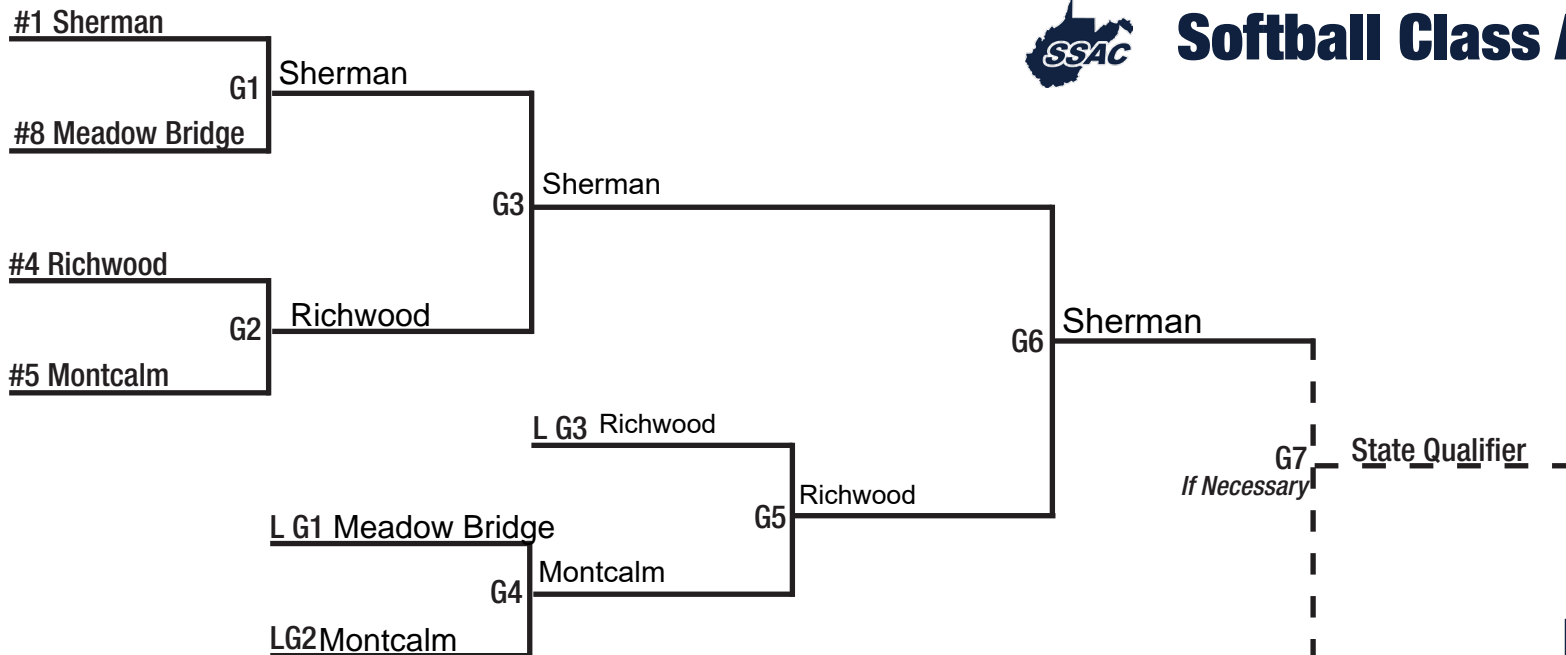 #1 Sherman
SSAC
Softball Class
G1
Sherman
#8 Meadow Bridge
G3
Sherman
#4 Richwood
G2
Richwood
#5 Montcalm
G6
Sherman
L G3 Richwood
G7
If Necessary
State Qualifier
G5
Richwood
L G1 Meadow Bridge
G4
Montcalm
LG2 Montcalm